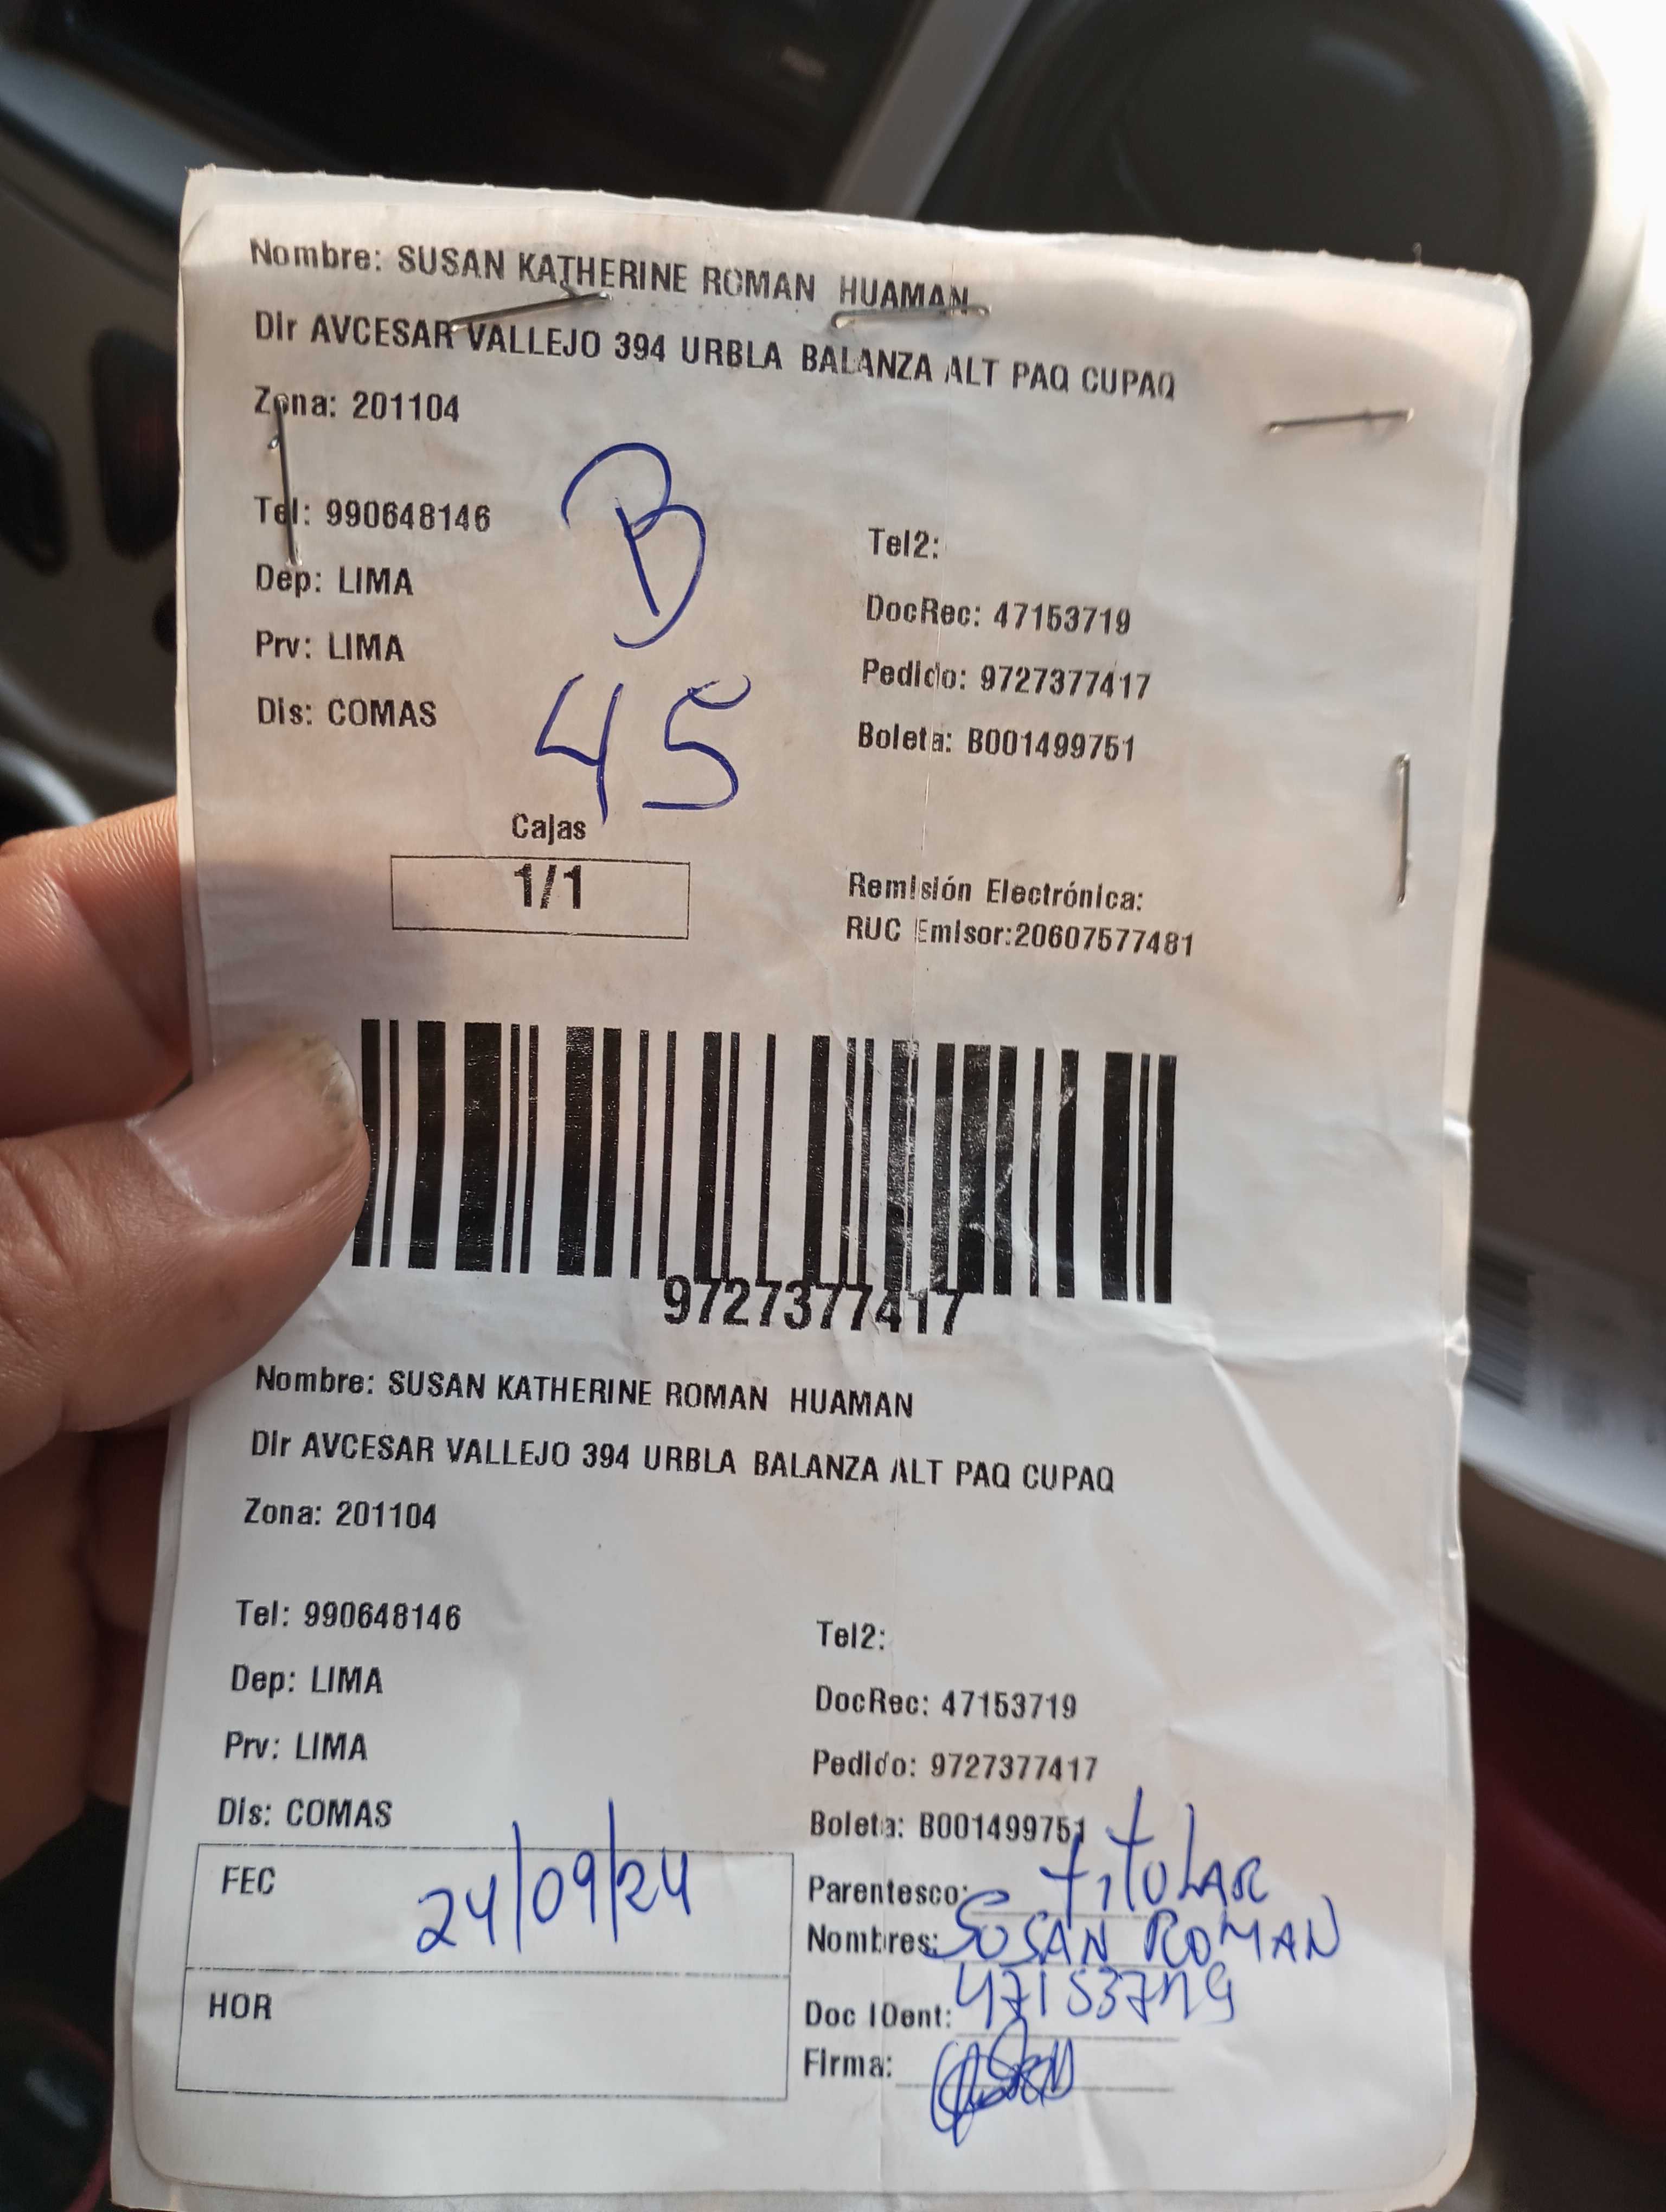 Nombre: SUSAN KATHERINE ROMAN HUAMAN
Dir AVCESAR VALLEJO 394 URBLA BALANZA ALT PAQ CUPAQ
Zona: 201104
B
Tel: 990648146
Tel2:
Dep: LIMA
DocRec: 47153719
Prv: LIMA
Pedido: 9727377417
Dis: COMAS
45
Boleta: B001499751
Cajas
1/1
Remisión Electrónica:
RUC Emisor:20607577481
9727377417
Nombre: SUSAN KATHERINE ROMAN HUAMAN
Dir AVCESAR VALLEJO 394 URBLA BALANZA ALT PAQ CUPAQ
Zona: 201104
Tel: 990648146
Tel2:
Dep: LIMA
DocRec: 47153719
Prv: LIMA
Pedido: 9727377417
Dis: COMAS
Boleta: B001499751
FEC 24/09/24
Parentesco: titular
Nombres: SUSAN ROMAN
HOR
Doc IDent: 47153719
Firma: